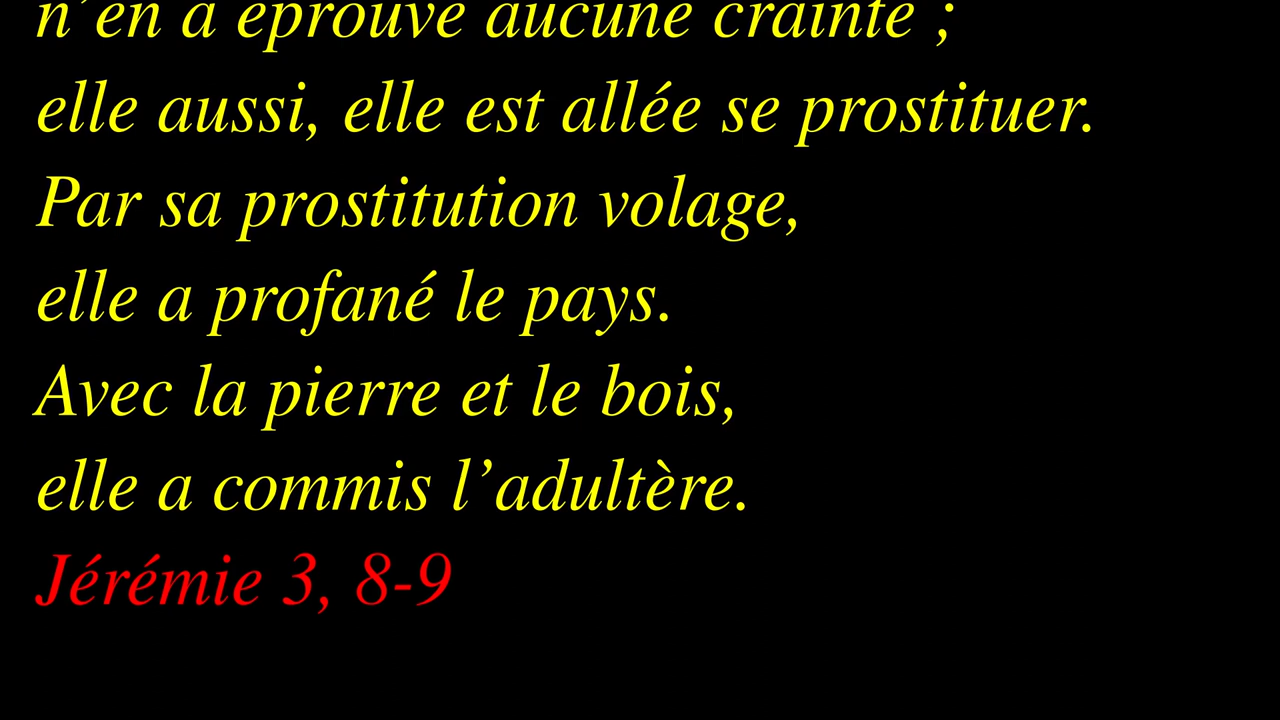 n’en a éprouvé aucune crainte ;
elle aussi, elle est allée se prostituer.
Par sa prostitution volage,
elle a profané le pays.
Avec la pierre et le bois,
elle a commis l’adultère.
Jérémie 3, 8-9